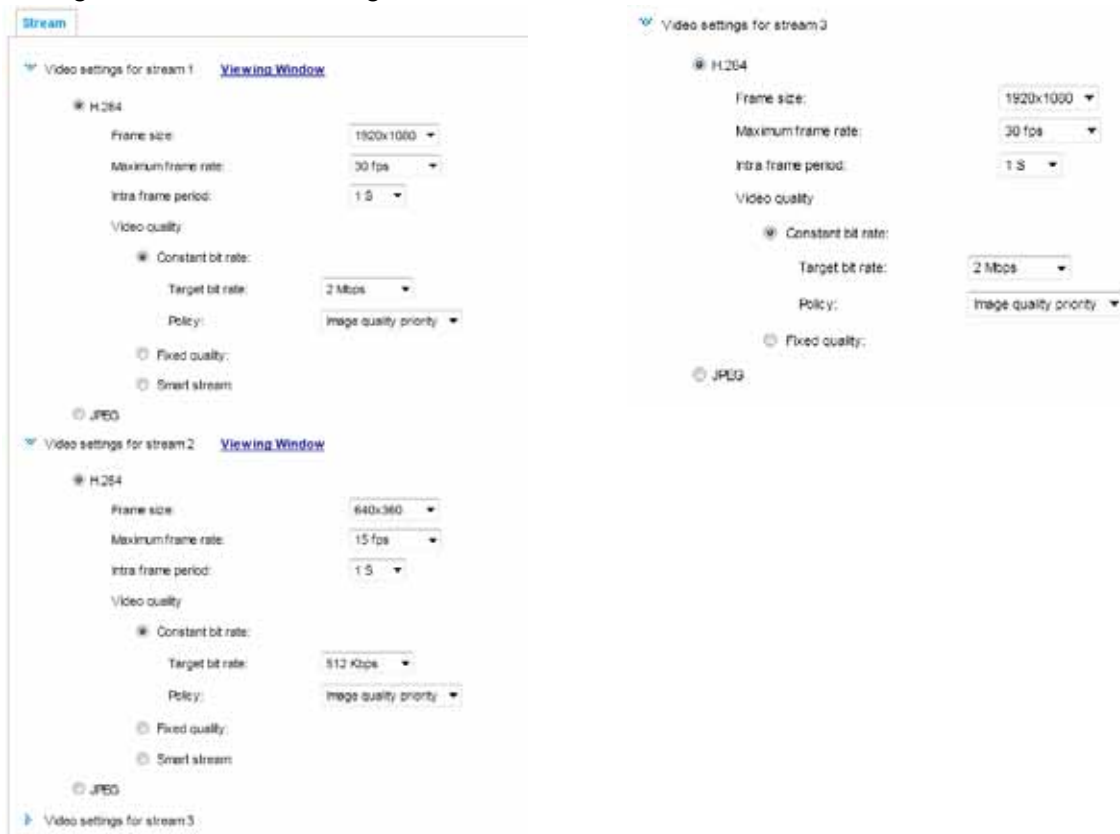 Stream
Video settings for stream 1 Viewing Window
H.264
Frame size:
1920x1080
Maximum frame rate:
30 fps
Intra frame period:
1 S
Video quality
Constant bit rate:
Target bit rate:
2 Mbps
Policy:
Image quality priority
Fixed quality:
Smart stream
JPEG
Video settings for stream 2 Viewing Window
H.264
Frame size:
640x360
Maximum frame rate:
15 fps
Intra frame period:
1 S
Video quality
Constant bit rate:
Target bit rate:
512 Kbps
Policy:
Image quality priority
Fixed quality:
Smart stream
JPEG
Video settings for stream 3
Video settings for stream 3
H.264
Frame size:
1920x1080
Maximum frame rate:
30 fps
Intra frame period:
1 S
Video quality
Constant bit rate:
Target bit rate:
2 Mbps
Policy:
Image quality priority
Fixed quality:
JPEG